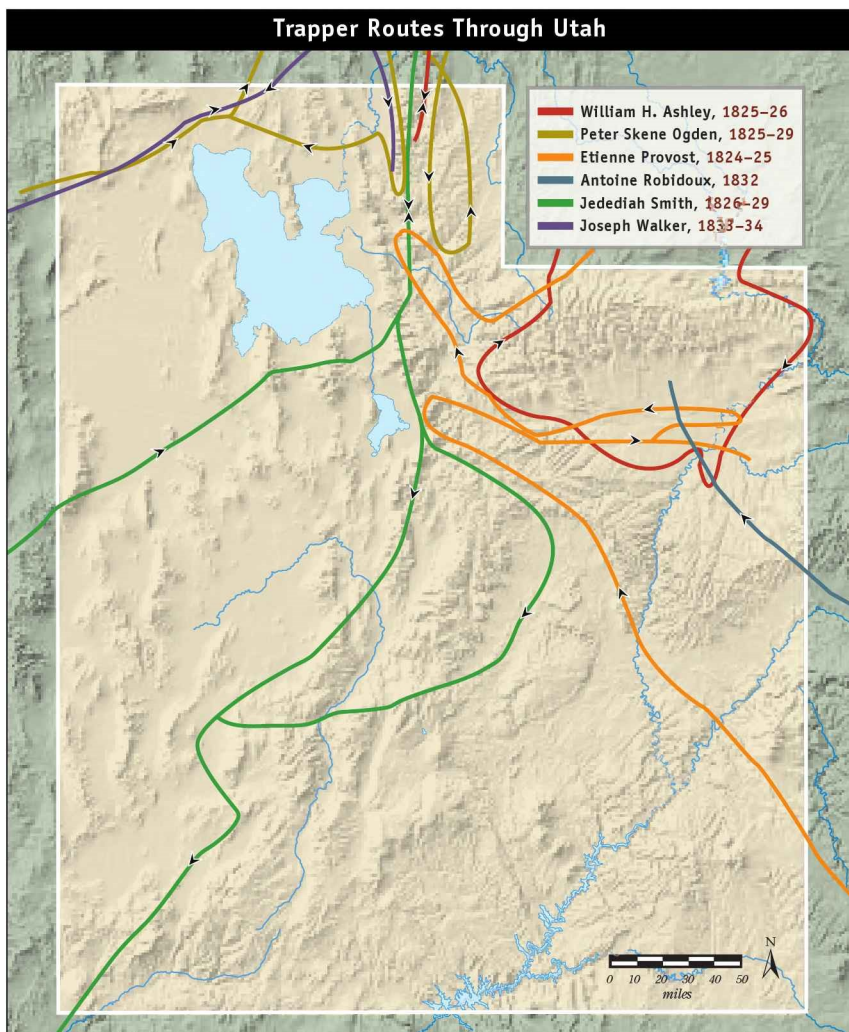 Trapper Routes Through Utah
William H. Ashley, 1825–26
Peter Skene Ogden, 1825–29
Etienne Provost, 1824–25
Antoine Robidoux, 1832
Jedediah Smith, 1826–29
Joseph Walker, 1833–34
N
0 10 20 30 40 50
miles